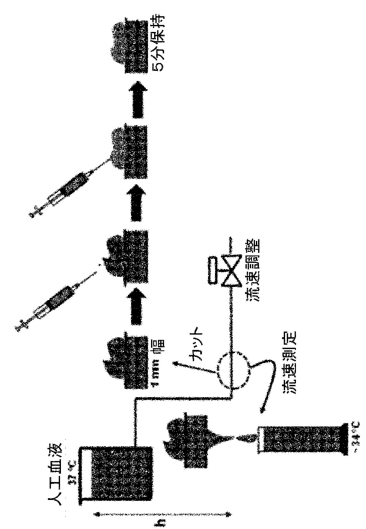 人工血液
37 ℃
h
1 mm 幅
5分保持
カット
流速調整
流速測定
~34℃